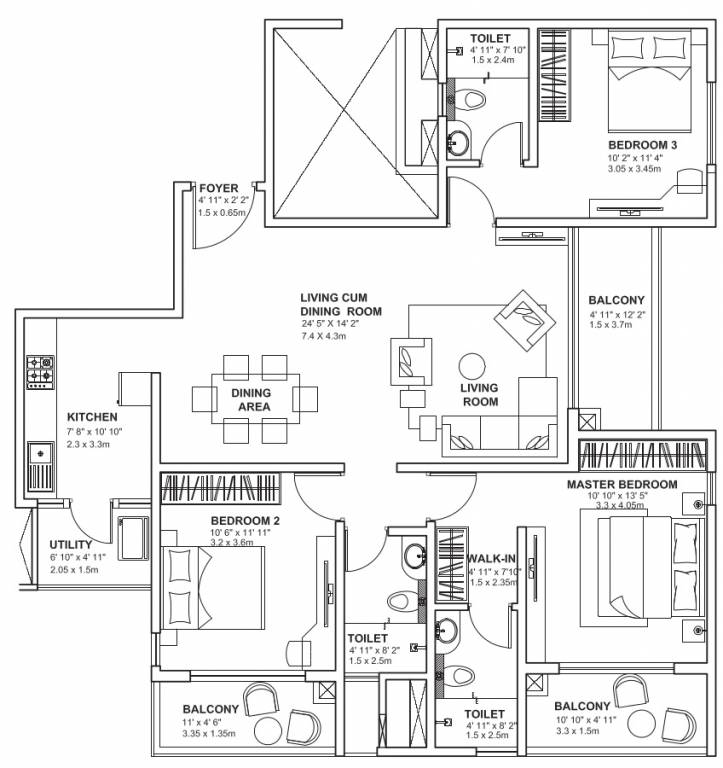 TOILET
4' 11" x 7' 10"
1.5 x 2.4m
BEDROOM 3
10' 2" x 11' 4"
3.05 x 3.45m
FOYER
4' 11" x 2' 2"
1.5 x 0.65m
LIVING CUM
DINING ROOM
24' 5" X 14' 2"
7.4 X 4.3m
BALCONY
4' 11" x 12' 2"
1.5 x 3.7m
DINING
AREA
LIVING
ROOM
KITCHEN
7' 8" x 10' 10"
2.3 x 3.3m
MASTER BEDROOM
10' 10" x 13' 5"
3.3 x 4.05m
BEDROOM 2
10' 6" x 11' 11"
3.2 x 3.6m
UTILITY
6' 10" x 4' 11"
2.05 x 1.5m
WALK-IN
4' 11" x 7'10"
1.5 x 2.35m
TOILET
4' 11" x 8' 2"
1.5 x 2.5m
BALCONY
11' x 4' 6"
3.35 x 1.35m
TOILET
4' 11" x 8' 2"
1.5 x 2.5m
BALCONY
10' 10" x 4' 11"
3.3 x 1.5m